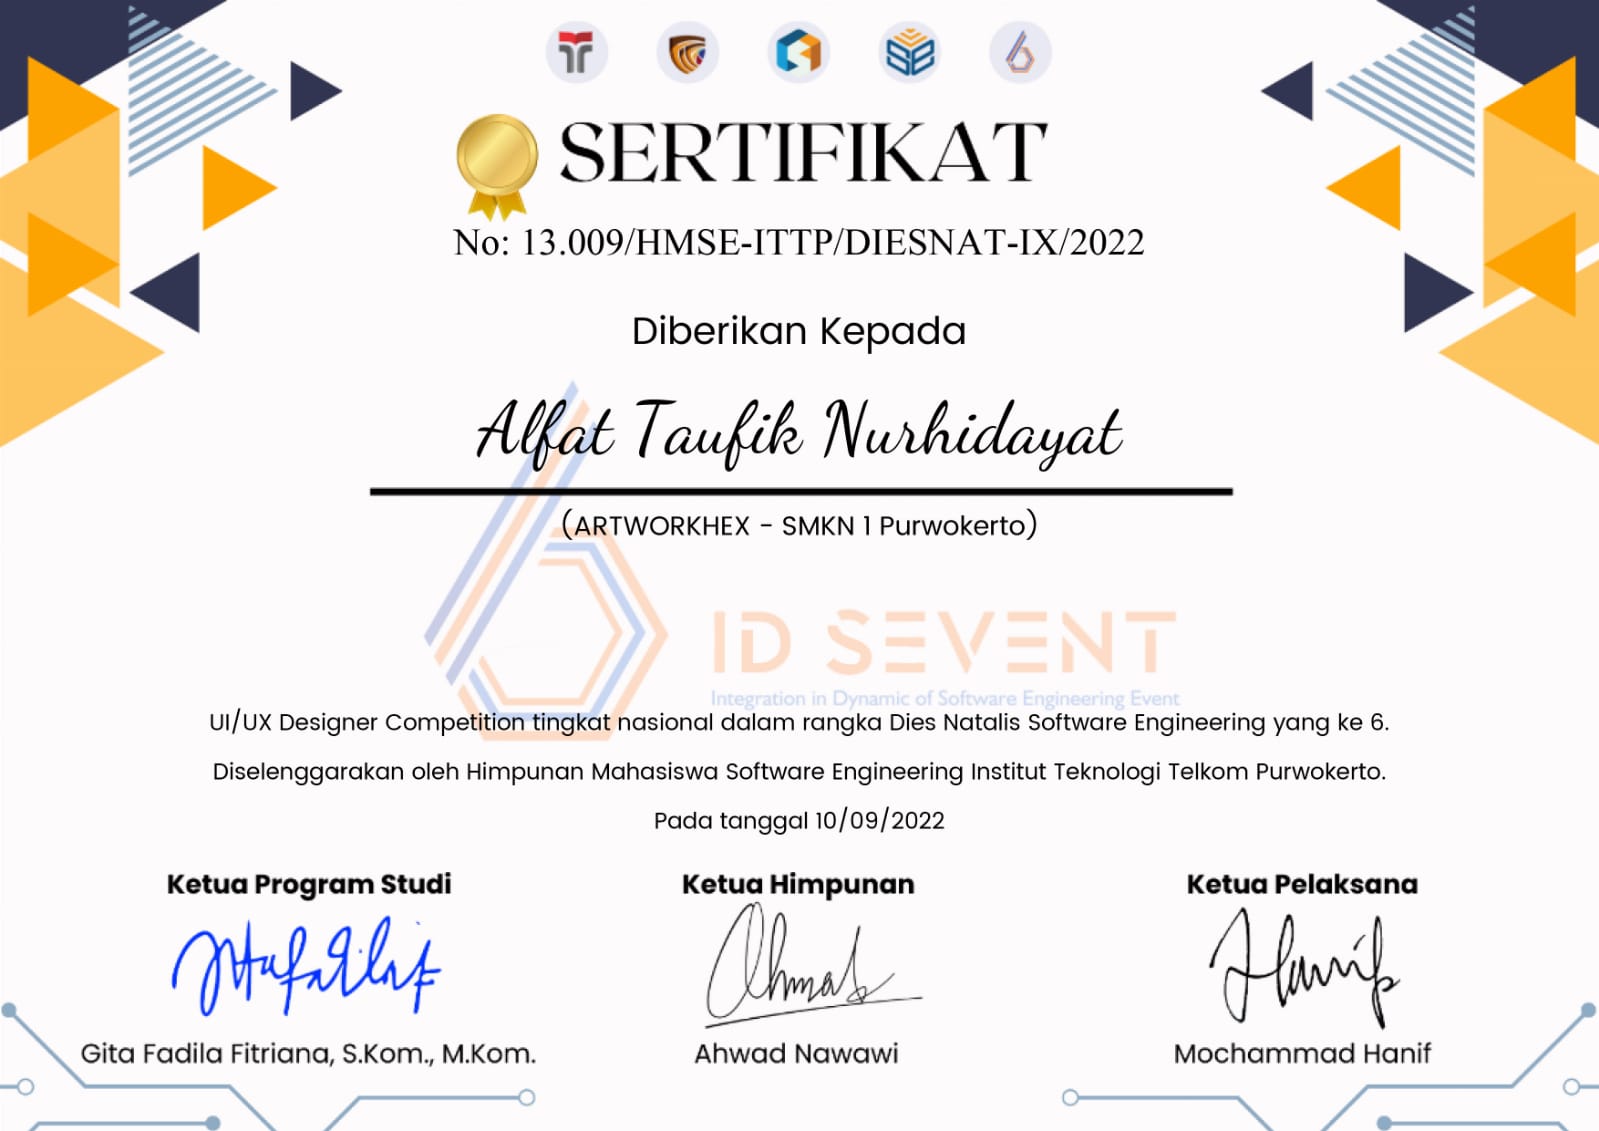 SERTIFIKAT
No: 13.009/HMSE-ITTP/DIESNAT-IX/2022
Diberikan Kepada
Alfat Taufik Nurhidayat
(ARTWORKHEX - SMKN 1 Purwokerto)
ID SEVENT
Integration in Dynamic of Software Engineering Event
UI/UX Designer Competition tingkat nasional dalam rangka Dies Natalis Software Engineering yang ke 6.
Diselenggarakan oleh Himpunan Mahasiswa Software Engineering Institut Teknologi Telkom Purwokerto.
Pada tanggal 10/09/2022
Ketua Program Studi
Ketua Himpunan
Ketua Pelaksana
Gita Fadila Fitriana, S.Kom., M.Kom.
Ahwad Nawawi
Mochammad Hanif